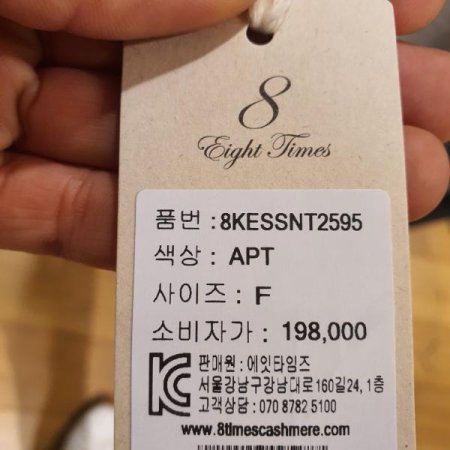 8
Eight Times
품번 : 8KESSNT2595
색상 : APT
사이즈 : F
소비자가 : 198,000
판매원 : 에잇타임즈
서울강남구강남대로160길24, 1층
고객상담 : 070 8782 5100
www.8timescashmere.com